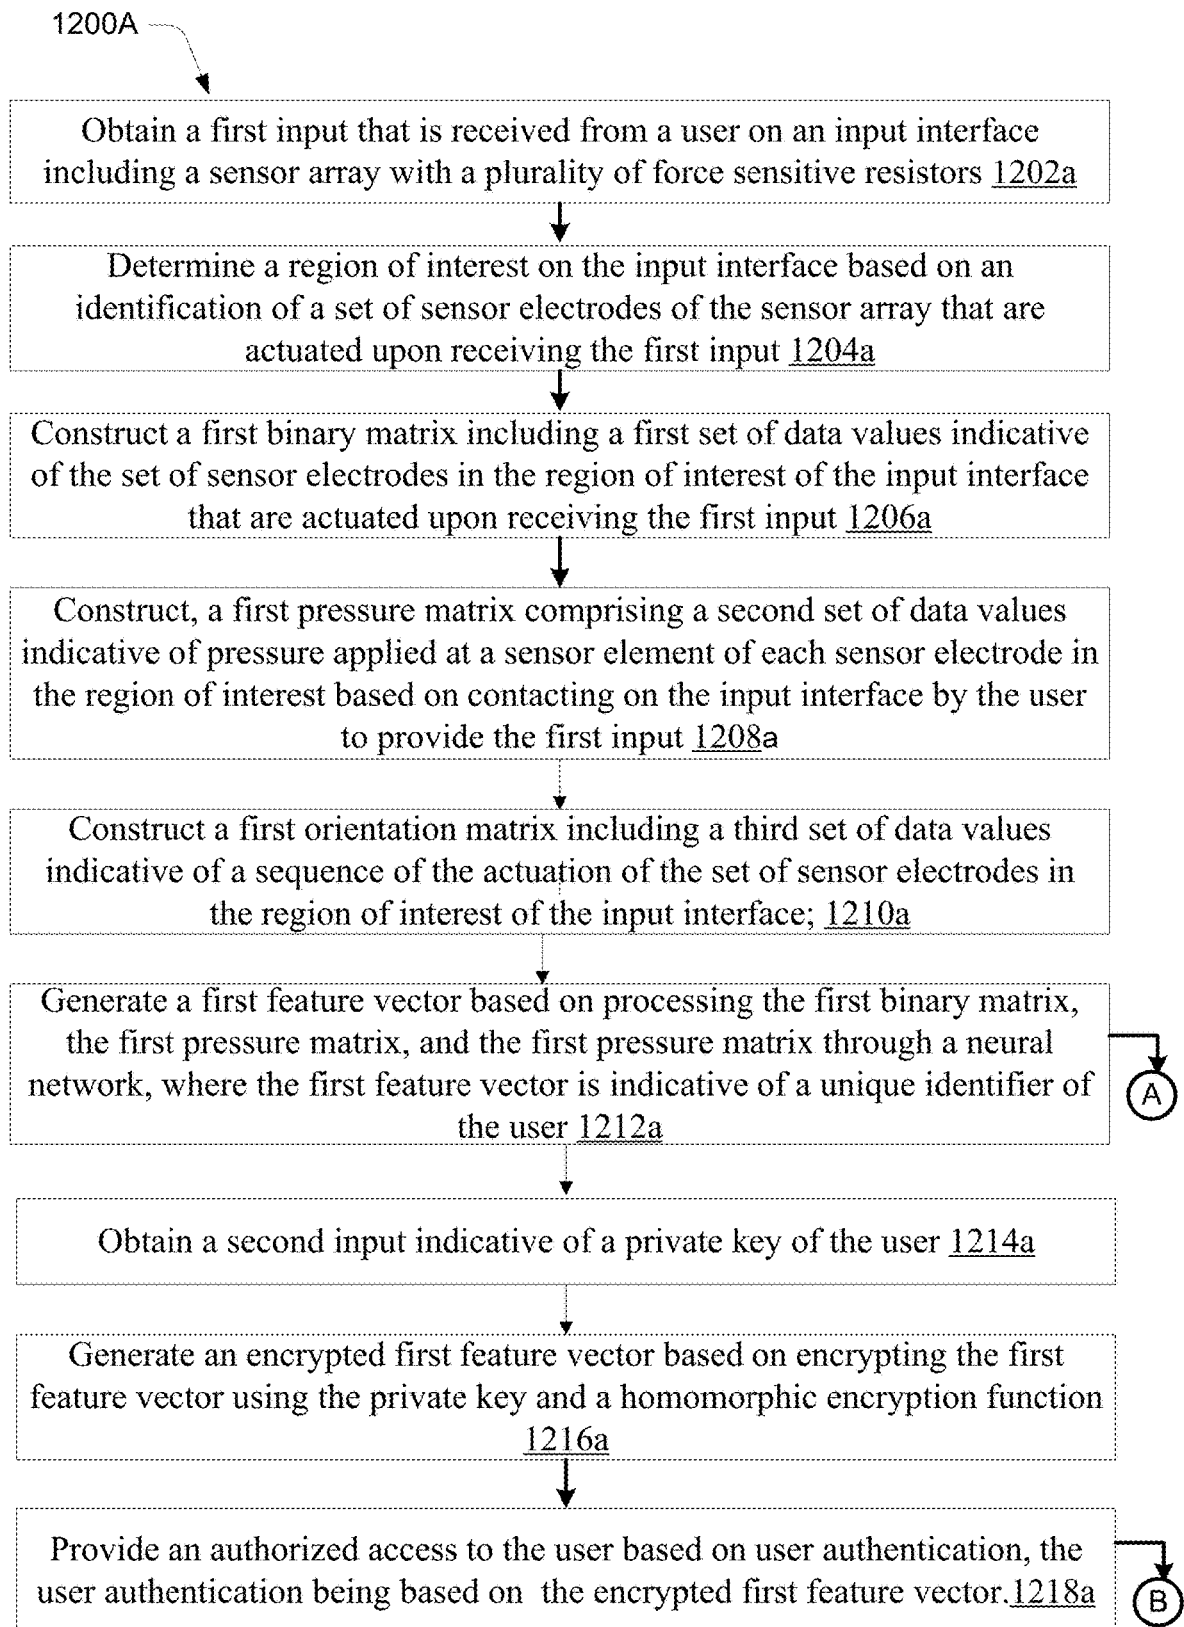 1200A
Obtain a first input that is received from a user on an input interface
including a sensor array with a plurality of force sensitive resistors 1202a
Determine a region of interest on the input interface based on an
identification of a set of sensor electrodes of the sensor array that are
actuated upon receiving the first input 1204a
Construct a first binary matrix including a first set of data values indicative
of the set of sensor electrodes in the region of interest of the input interface
that are actuated upon receiving the first input 1206a
Construct, a first pressure matrix comprising a second set of data values
indicative of pressure applied at a sensor element of each sensor electrode in
the region of interest based on contacting on the input interface by the user
to provide the first input 1208a
Construct a first orientation matrix including a third set of data values
indicative of a sequence of the actuation of the set of sensor electrodes in
the region of interest of the input interface; 1210a
Generate a first feature vector based on processing the first binary matrix,
the first pressure matrix, and the first pressure matrix through a neural
network, where the first feature vector is indicative of a unique identifier of
the user 1212a
A
Obtain a second input indicative of a private key of the user 1214a
Generate an encrypted first feature vector based on encrypting the first
feature vector using the private key and a homomorphic encryption function
1216a
Provide an authorized access to the user based on user authentication, the
user authentication being based on the encrypted first feature vector.1218a
B